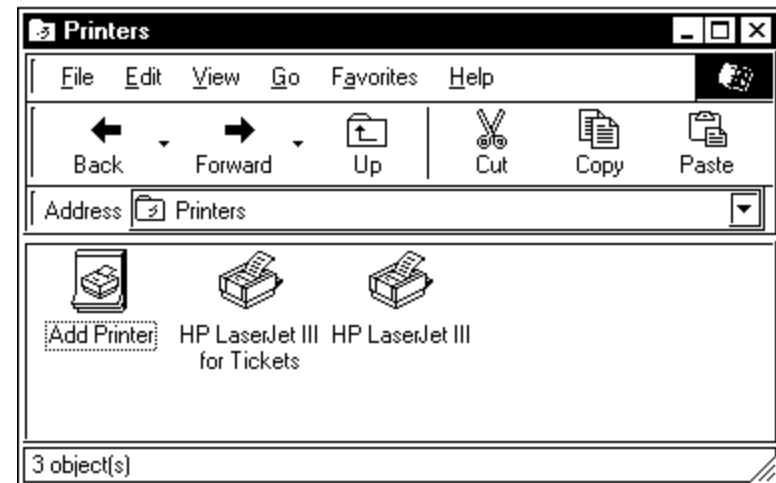 Printers
File Edit View Go Favorites Help
Back Forward Up Cut Copy Paste
Address Printers
Add Printer HP LaserJet III HP LaserJet III
for Tickets
3 object(s)